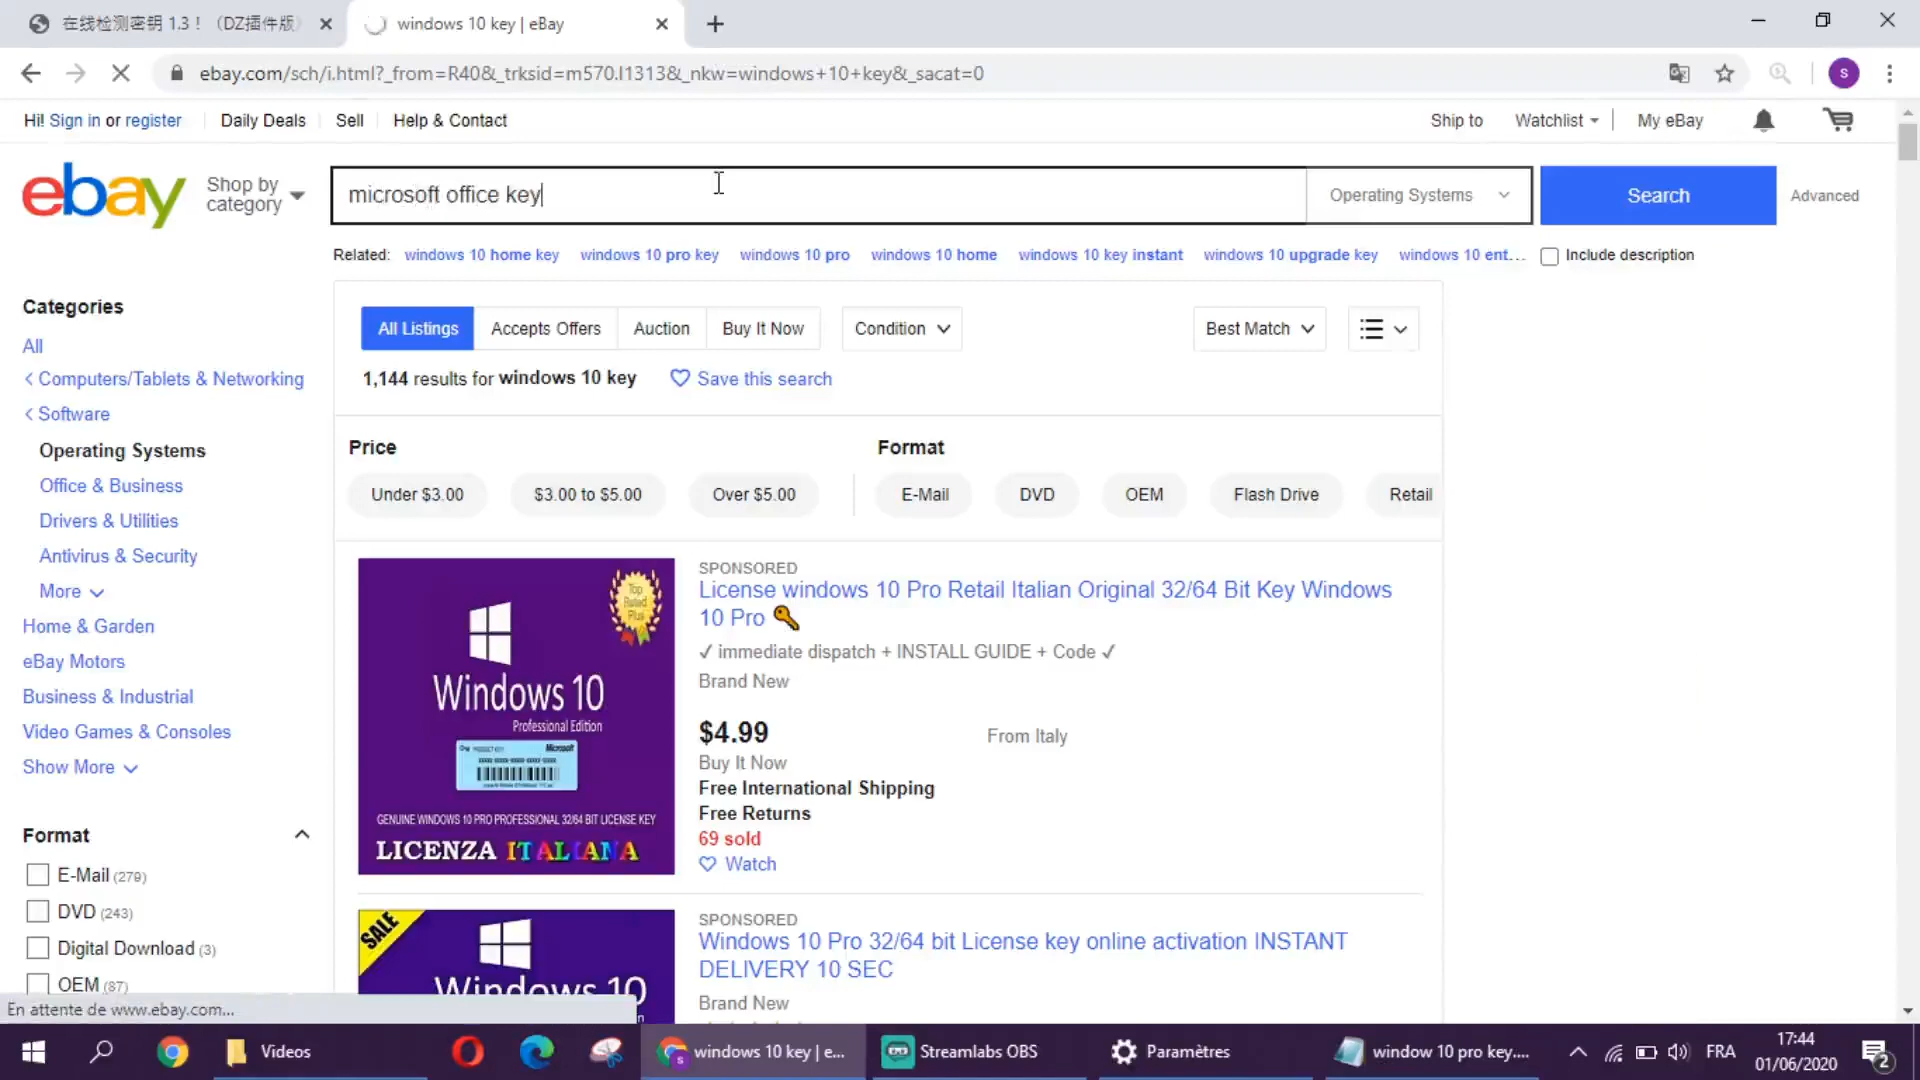 在线检测密钥 1.3！（DZ插件版）
windows 10 key | eBay
ebay.com/sch/i.html?_from=R40&_trksid=m570.l1313&_nkw=windows+10+key&_sacat=0
S
Hi! Sign in or register
Daily Deals
Sell
Help & Contact
Ship to
Watchlist
My eBay
ebay
Shop by
category
microsoft office key
Operating Systems
Search
Advanced
Related: windows 10 home key windows 10 pro key windows 10 pro windows 10 home windows 10 key instant windows 10 upgrade key windows 10 ent...
Include description
Categories
All
Computers/Tablets & Networking
Software
Operating Systems
Office & Business
Drivers & Utilities
Antivirus & Security
More
Home & Garden
eBay Motors
Business & Industrial
Video Games & Consoles
Show More
Format
E-Mail (279)
DVD (243)
Digital Download (3)
OEM (87)
All Listings
Accepts Offers
Auction
Buy It Now
Condition
Best Match
1,144 results for windows 10 key
Save this search
Price
Under $3.00
$3.00 to $5.00
Over $5.00
Format
E-Mail
DVD
OEM
Flash Drive
Retail
Top
Rated
Plus
Windows 10
Professional Edition
Microsoft
GENUINE WINDOWS 10 PRO PROFESSIONAL 32/64 BIT LICENSE KEY
LICENZA ITALIANA
SPONSORED
License windows 10 Pro Retail Italian Original 32/64 Bit Key Windows
10 Pro 🔑
✓ immediate dispatch + INSTALL GUIDE + Code ✓
Brand New
$4.99
From Italy
Buy It Now
Free International Shipping
Free Returns
69 sold
Watch
SALE
Windows 10
SPONSORED
Windows 10 Pro 32/64 bit License key online activation INSTANT
DELIVERY 10 SEC
Brand New
En attente de www.ebay.com...
Videos
windows 10 key | e...
Streamlabs OBS
Paramètres
window 10 pro key....
FRA
17:44
01/06/2020
2